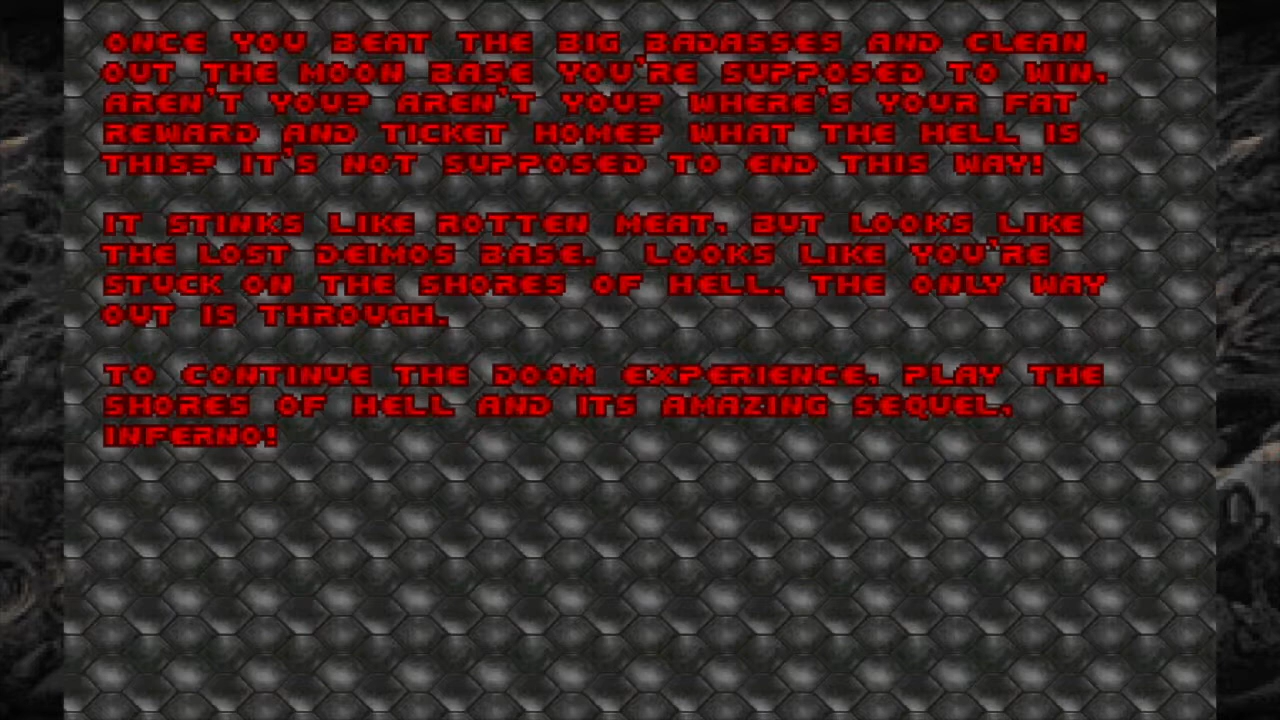 ONCE YOU BEAT THE BIG BADASSES AND CLEAN
OUT THE MOON BASE YOU'RE SUPPOSED TO WIN,
AREN'T YOU? AREN'T YOU? WHERE'S YOUR FAT
REWARD AND TICKET HOME? WHAT THE HELL IS
THIS? IT'S NOT SUPPOSED TO END THIS WAY!
IT STINKS LIKE ROTTEN MEAT, BUT LOOKS LIKE
THE LOST DEIMOS BASE.  LOOKS LIKE YOU'RE
STUCK ON THE SHORES OF HELL. THE ONLY WAY
OUT IS THROUGH.
TO CONTINUE THE DOOM EXPERIENCE, PLAY THE
SHORES OF HELL AND ITS AMAZING SEQUEL,
INFERNO!